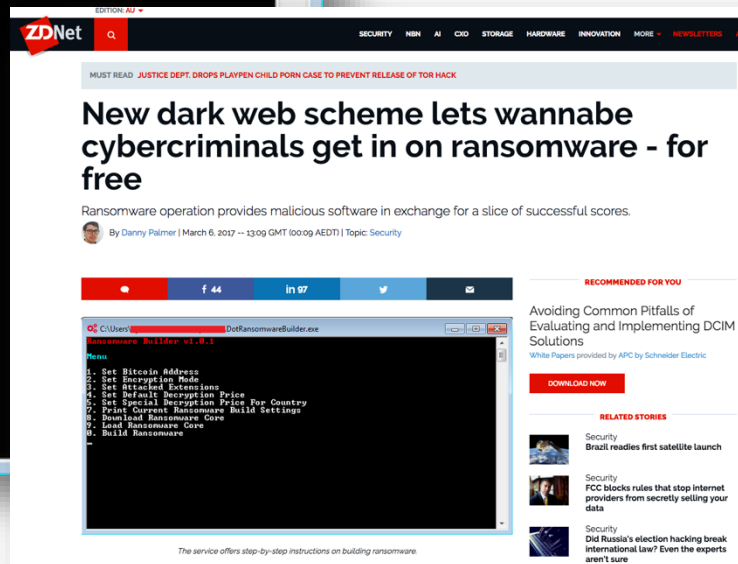 EDITION: AU
ZDNet
SECURITY NBN AI CXO STORAGE HARDWARE INNOVATION MORE NEWSLETTERS
MUST READ JUSTICE DEPT. DROPS PLAYPEN CHILD PORN CASE TO PREVENT RELEASE OF TOR HACK
New dark web scheme lets wannabe
cybercriminals get in on ransomware - for
free
Ransomware operation provides malicious software in exchange for a slice of successful scores.
By Danny Palmer | March 6, 2017 -- 13:09 GMT (00:09 AEDT) | Topic: Security
f 44
in 97
C:\Users\
DotRansomwareBuilder.exe
Ransomware Builder v1.0.1
Menu
1. Set Bitcoin Address
2. Set Encryption Mode
3. Set Attacked Extensions
4. Set Default Decryption Price
5. Set Special Decryption Price For Country
7. Print Current Ransomware Build Settings
8. Download Ransomware Core
9. Load Ransomware Core
0. Build Ransomware
The service offers step-by-step instructions on building ransomware.
RECOMMENDED FOR YOU
Avoiding Common Pitfalls of
Evaluating and Implementing DCIM
Solutions
White Papers provided by APC by Schneider Electric
DOWNLOAD NOW
RELATED STORIES
Security
Brazil readies first satellite launch
Security
FCC blocks rules that stop internet
providers from secretly selling your
data
Security
Did Russia's election hacking break
international law? Even the experts
aren't sure